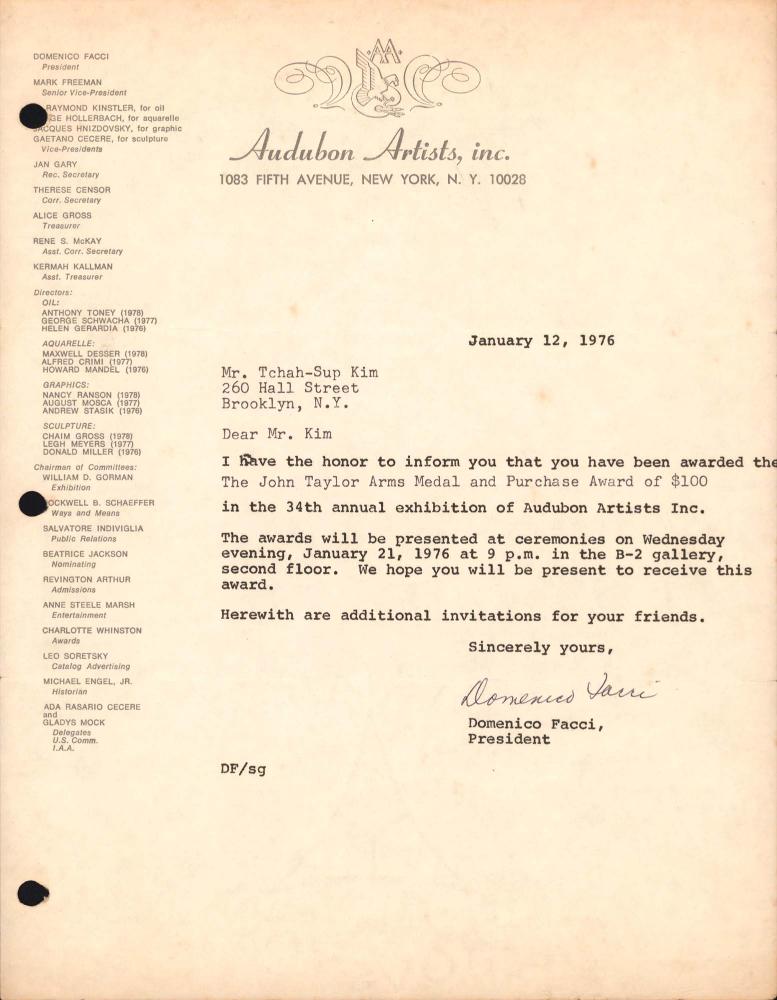 DOMENICO FACCI
President
MARK FREEMAN
Senior Vice-President
RAYMOND KINSTLER, for oil
GE HOLLERBACH, for aquarelle
JACQUES HNIZDOVSKY, for graphic
GAETANO CECERE, for sculpture
Vice-Presidents
JAN GARY
Rec. Secretary
THERESE CENSOR
Corr. Secretary
ALICE GROSS
Treasurer
RENE S. McKAY
Asst. Corr. Secretary
KERMAH KALLMAN
Asst. Treasurer
Directors:
OIL:
ANTHONY TONEY (1978)
GEORGE SCHWACHA (1977)
HELEN GERARDIA (1976)
AQUARELLE:
MAXWELL DESSER (1978)
ALFRED CRIMI (1977)
HOWARD MANDEL (1976)
GRAPHICS:
NANCY RANSON (1978)
AUGUST MOSCA (1977)
ANDREW STASIK (1976)
SCULPTURE:
CHAIM GROSS (1978)
LEGH MEYERS (1977)
DONALD MILLER (1976)
Chairman of Committees:
WILLIAM D. GORMAN
Exhibition
OCKWELL B. SCHAEFFER
Ways and Means
SALVATORE INDIVIGLIA
Public Relations
BEATRICE JACKSON
Nominating
REVINGTON ARTHUR
Admissions
ANNE STEELE MARSH
Entertainment
CHARLOTTE WHINSTON
Awards
LEO SORETSKY
Catalog Advertising
MICHAEL ENGEL, JR.
Historian
ADA RASARIO CECERE
and
GLADYS MOCK
Delegates
U.S. Comm.
I.A.A.
AA
Audubon Artists, inc.
1083 FIFTH AVENUE, NEW YORK, N. Y. 10028
January 12, 1976
Mr. Tchah-Sup Kim
260 Hall Street
Brooklyn, N.Y.
Dear Mr. Kim
I have the honor to inform you that you have been awarded the
The John Taylor Arms Medal and Purchase Award of $100
in the 34th annual exhibition of Audubon Artists Inc.
The awards will be presented at ceremonies on Wednesday
evening, January 21, 1976 at 9 p.m. in the B-2 gallery,
second floor. We hope you will be present to receive this
award.
Herewith are additional invitations for your friends.
Sincerely yours,
Domenico Facci
Domenico Facci,
President
DF/sg